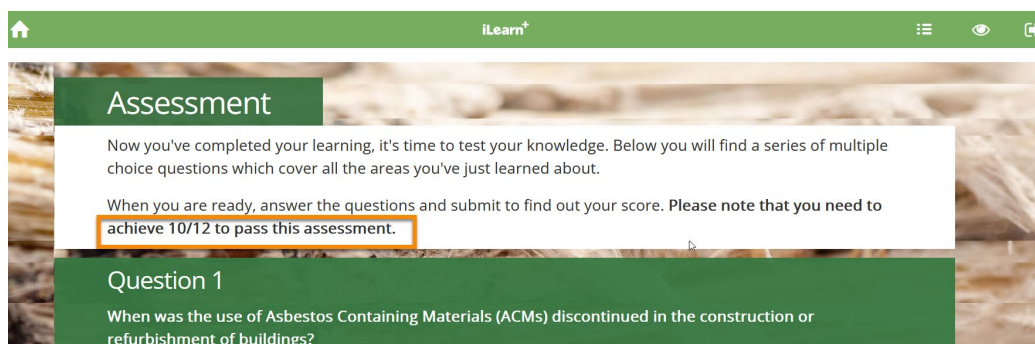 iLearn+
Assessment
Now you've completed your learning, it's time to test your knowledge. Below you will find a series of multiple
choice questions which cover all the areas you've just learned about.
When you are ready, answer the questions and submit to find out your score. Please note that you need to
achieve 10/12 to pass this assessment.
Question 1
When was the use of Asbestos Containing Materials (ACMs) discontinued in the construction or
refurbishment of buildings?